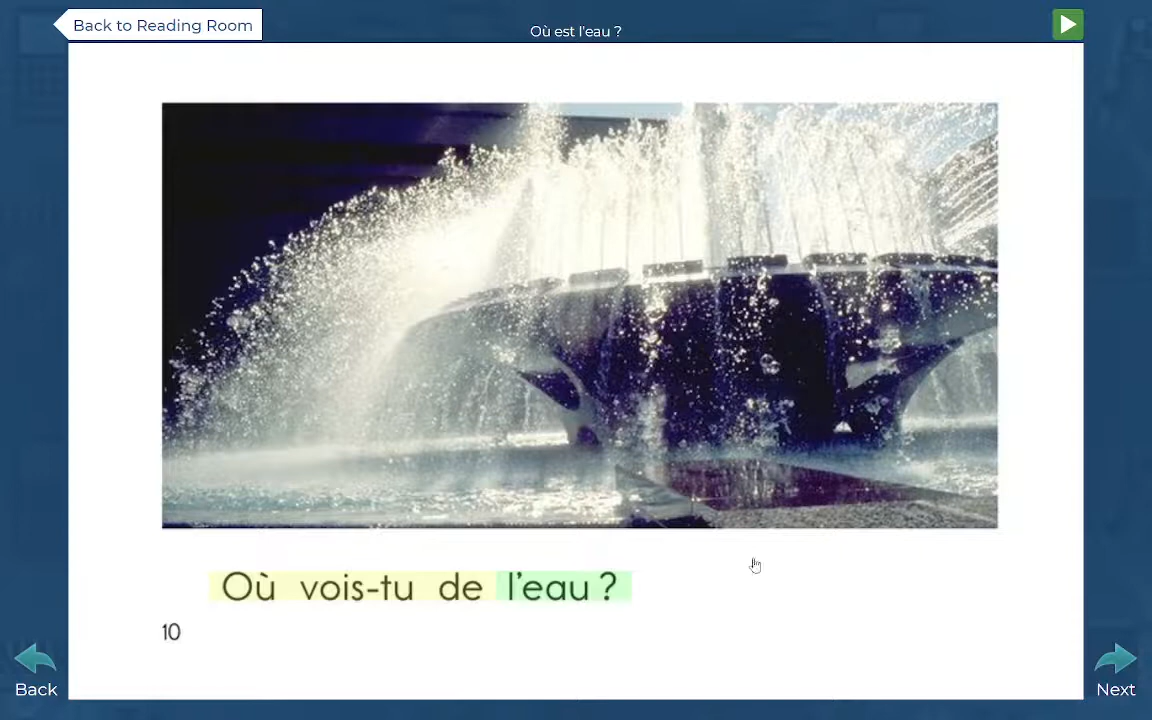 Back to Reading Room
Où est l'eau ?
Où vois-tu de l'eau ?
10
Back
Next